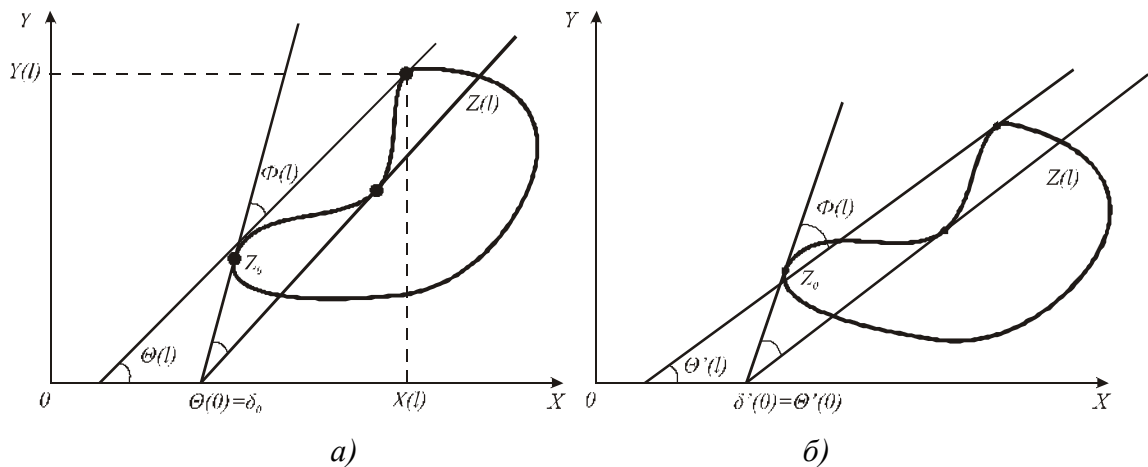 Y
Y(l)
Φ(l)
Z(l)
Z₀
Θ(l)
0
Θ(0)=δ₀
X(l)
X
а)
Y
Φ(l)
Z(l)
Z₀
Θ’(l)
0
δ’(0)=Θ’(0)
X
б)